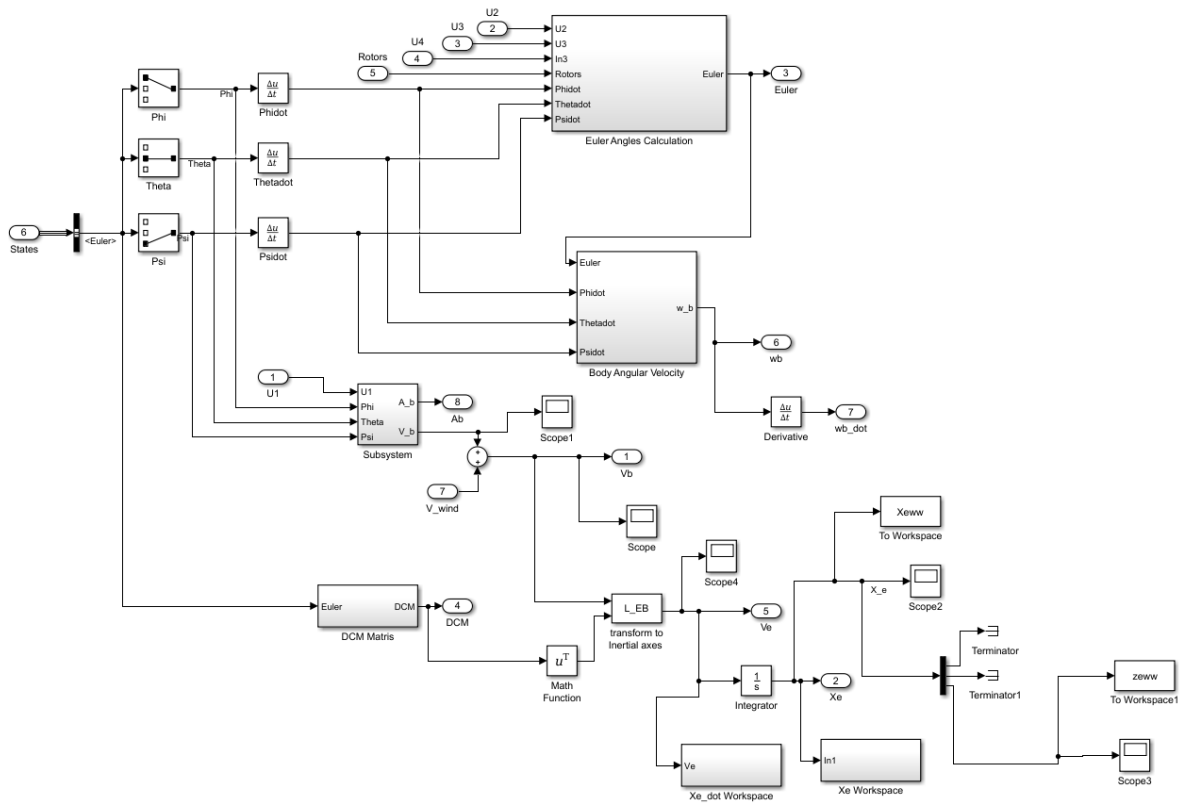 U2
2
U3
3
U4
4
Rotors
5
U2
U3
In3
Rotors
Phidot
Thetadot
Psidot
Euler
Euler Angles Calculation
3
Euler
Phi
Phi
Δu
Δt
Phidot
Theta
Theta
Δu
Δt
Thetadot
6
States
<Euler>
Psi
Psi
Δu
Δt
Psidot
Euler
Phidot
Thetadot
Psidot
w_b
Body Angular Velocity
6
wb
1
U1
U1
Phi
Theta
Psi
A_b
V_b
Subsystem
8
Ab
Scope1
Δu
Δt
Derivative
7
wb_dot
+
+
1
Vb
7
V_wind
Scope
Xeww
To Workspace
Scope4
X_e
Scope2
Euler
DCM
DCM Matris
4
DCM
L_EB
transform to
Inertial axes
5
Ve
Terminator
uT
Math
Function
1
s
Integrator
2
Xe
Terminator1
zeww
To Workspace1
Ve
Xe_dot Workspace
In1
Xe Workspace
Scope3